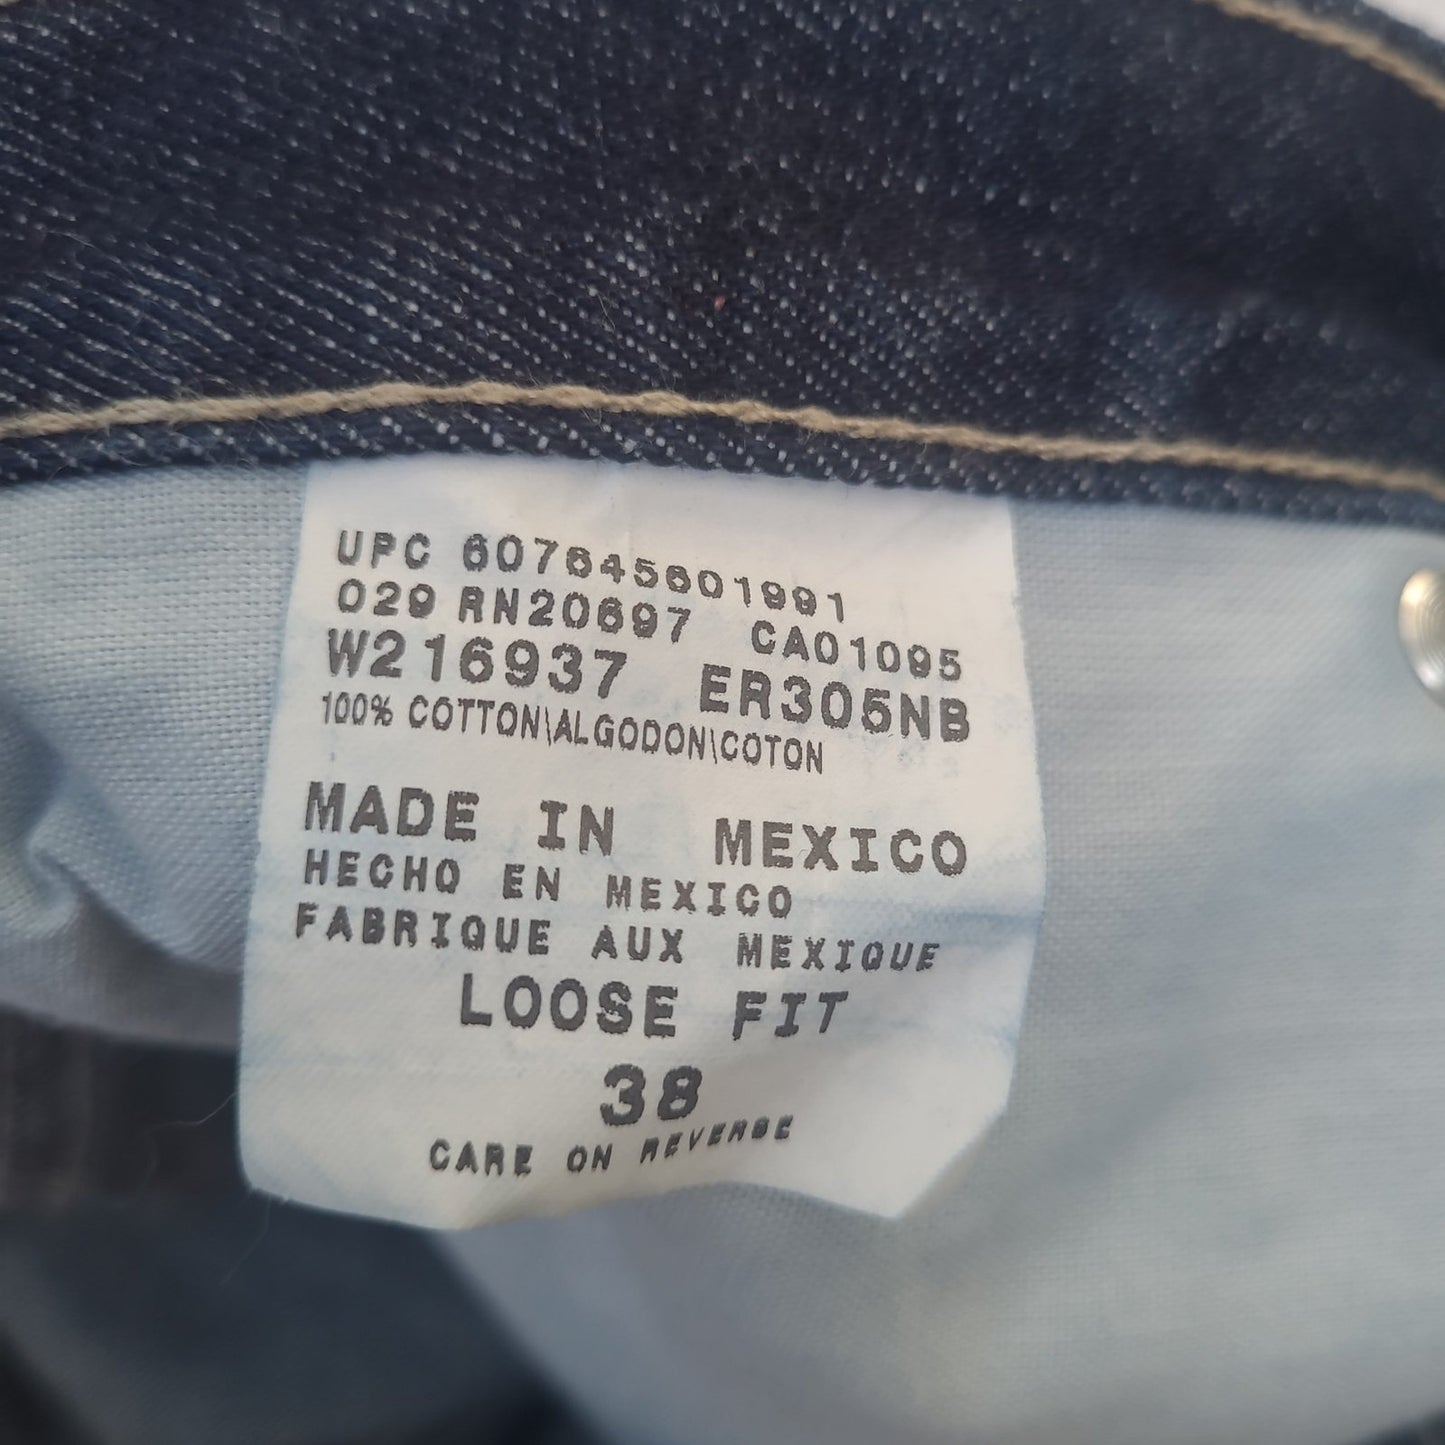 UPC 607645601991
029 RN20697 CA01095
W216937 ER305NB
100% COTTON\ALGODON\COTON
MADE IN MEXICO
HECHO EN MEXICO
FABRIQUE AUX MEXIQUE
LOOSE FIT
38
CARE ON REVERSE